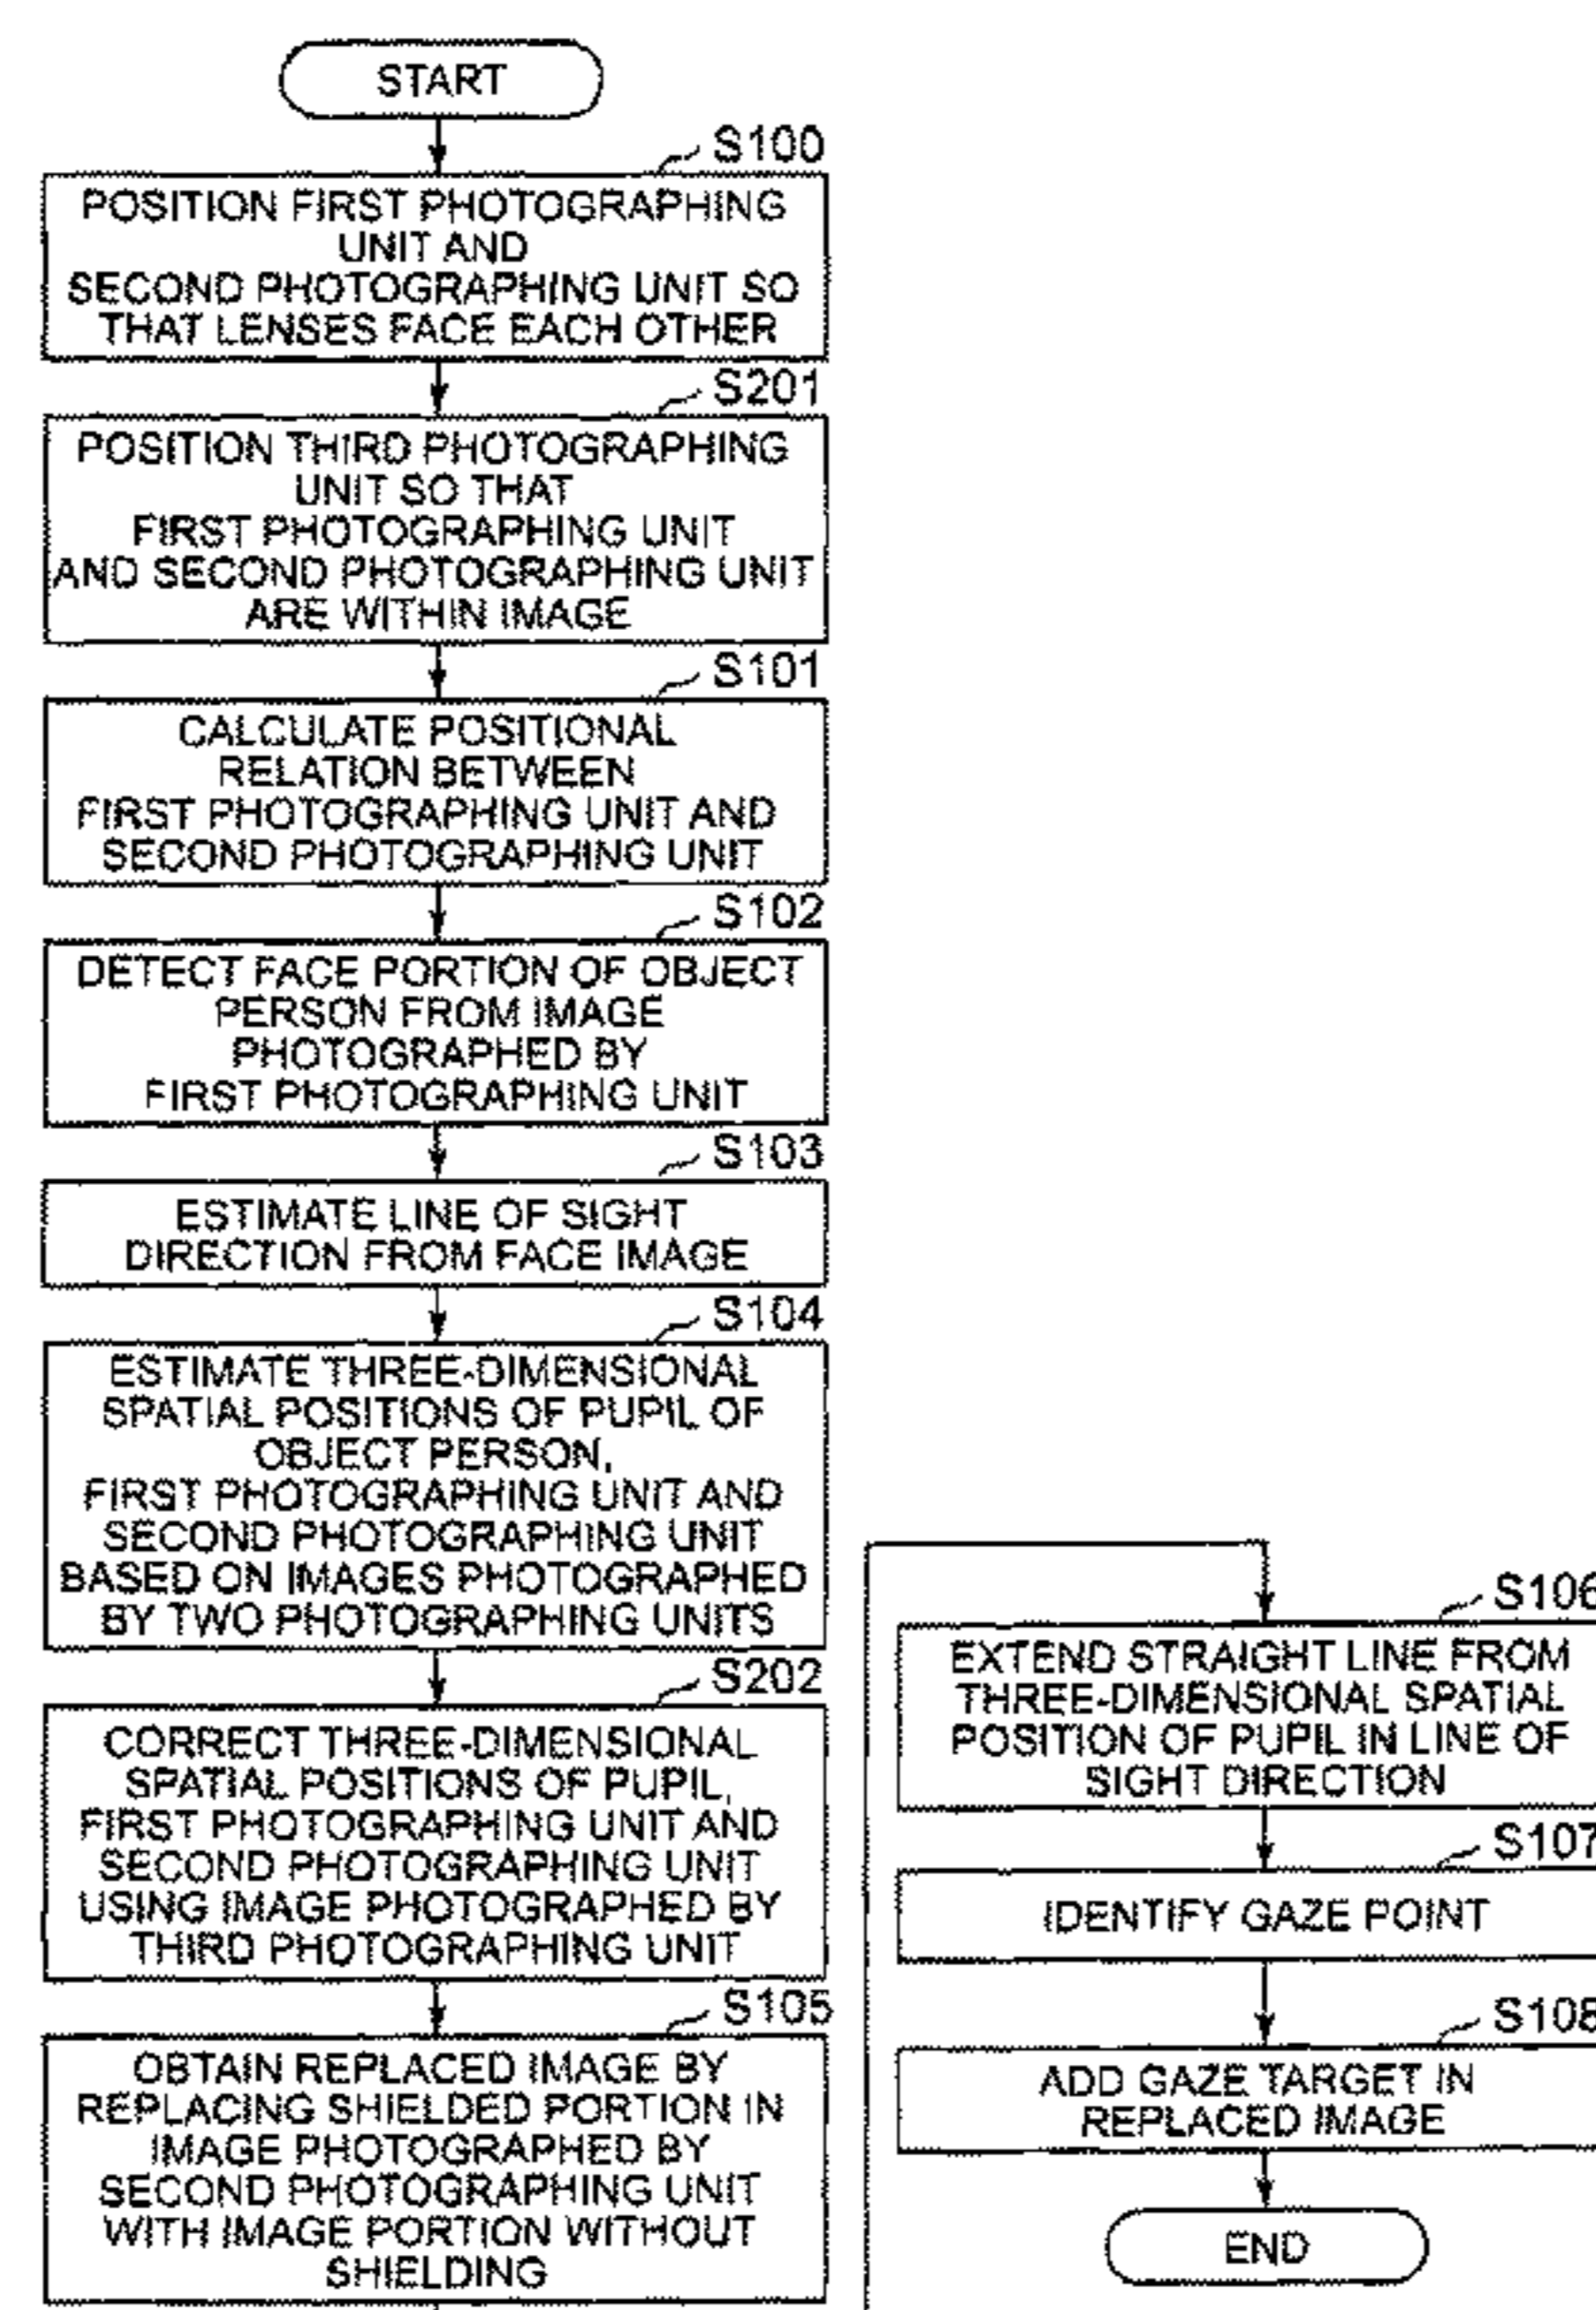 START
S100
POSITION FIRST PHOTOGRAPHING
UNIT AND
SECOND PHOTOGRAPHING UNIT SO
THAT LENSES FACE EACH OTHER
S201
POSITION THIRD PHOTOGRAPHING
UNIT SO THAT
FIRST PHOTOGRAPHING UNIT
AND SECOND PHOTOGRAPHING UNIT
ARE WITHIN IMAGE
S101
CALCULATE POSITIONAL
RELATION BETWEEN
FIRST PHOTOGRAPHING UNIT AND
SECOND PHOTOGRAPHING UNIT
S102
DETECT FACE PORTION OF OBJECT
PERSON FROM IMAGE
PHOTOGRAPHED BY
FIRST PHOTOGRAPHING UNIT
S103
ESTIMATE LINE OF SIGHT
DIRECTION FROM FACE IMAGE
S104
ESTIMATE THREE-DIMENSIONAL
SPATIAL POSITIONS OF PUPIL OF
OBJECT PERSON,
FIRST PHOTOGRAPHING UNIT AND
SECOND PHOTOGRAPHING UNIT
BASED ON IMAGES PHOTOGRAPHED
BY TWO PHOTOGRAPHING UNITS
S202
CORRECT THREE-DIMENSIONAL
SPATIAL POSITIONS OF PUPIL,
FIRST PHOTOGRAPHING UNIT AND
SECOND PHOTOGRAPHING UNIT
USING IMAGE PHOTOGRAPHED BY
THIRD PHOTOGRAPHING UNIT
S105
OBTAIN REPLACED IMAGE BY
REPLACING SHIELDED PORTION IN
IMAGE PHOTOGRAPHED BY
SECOND PHOTOGRAPHING UNIT
WITH IMAGE PORTION WITHOUT
SHIELDING
S106
EXTEND STRAIGHT LINE FROM
THREE-DIMENSIONAL SPATIAL
POSITION OF PUPIL IN LINE OF
SIGHT DIRECTION
S107
IDENTIFY GAZE POINT
S108
ADD GAZE TARGET IN
REPLACED IMAGE
END